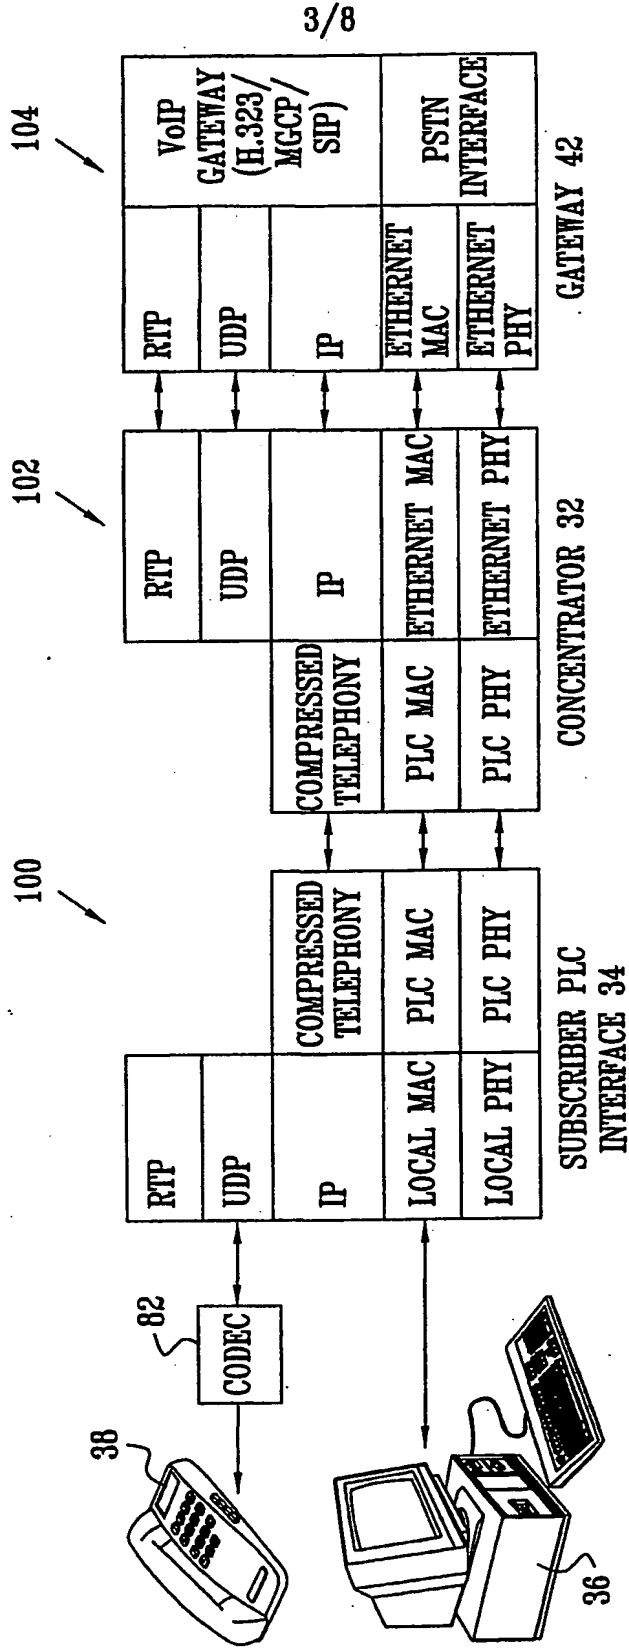 3/8
100
102
104
38
82
CODEC
36
RTP
UDP
IP
LOCAL MAC
LOCAL PHY
COMPRESSED
TELEPHONY
PLC MAC
PLC PHY
SUBSCRIBER PLC
INTERFACE 34
COMPRESSED
TELEPHONY
PLC MAC
PLC PHY
RTP
UDP
IP
ETHERNET MAC
ETHERNET PHY
CONCENTRATOR 32
RTP
UDP
IP
ETHERNET
MAC
ETHERNET
PHY
VoIP
GATEWAY
(H.323/
MGCP/
SIP)
PSTN
INTERFACE
GATEWAY 42